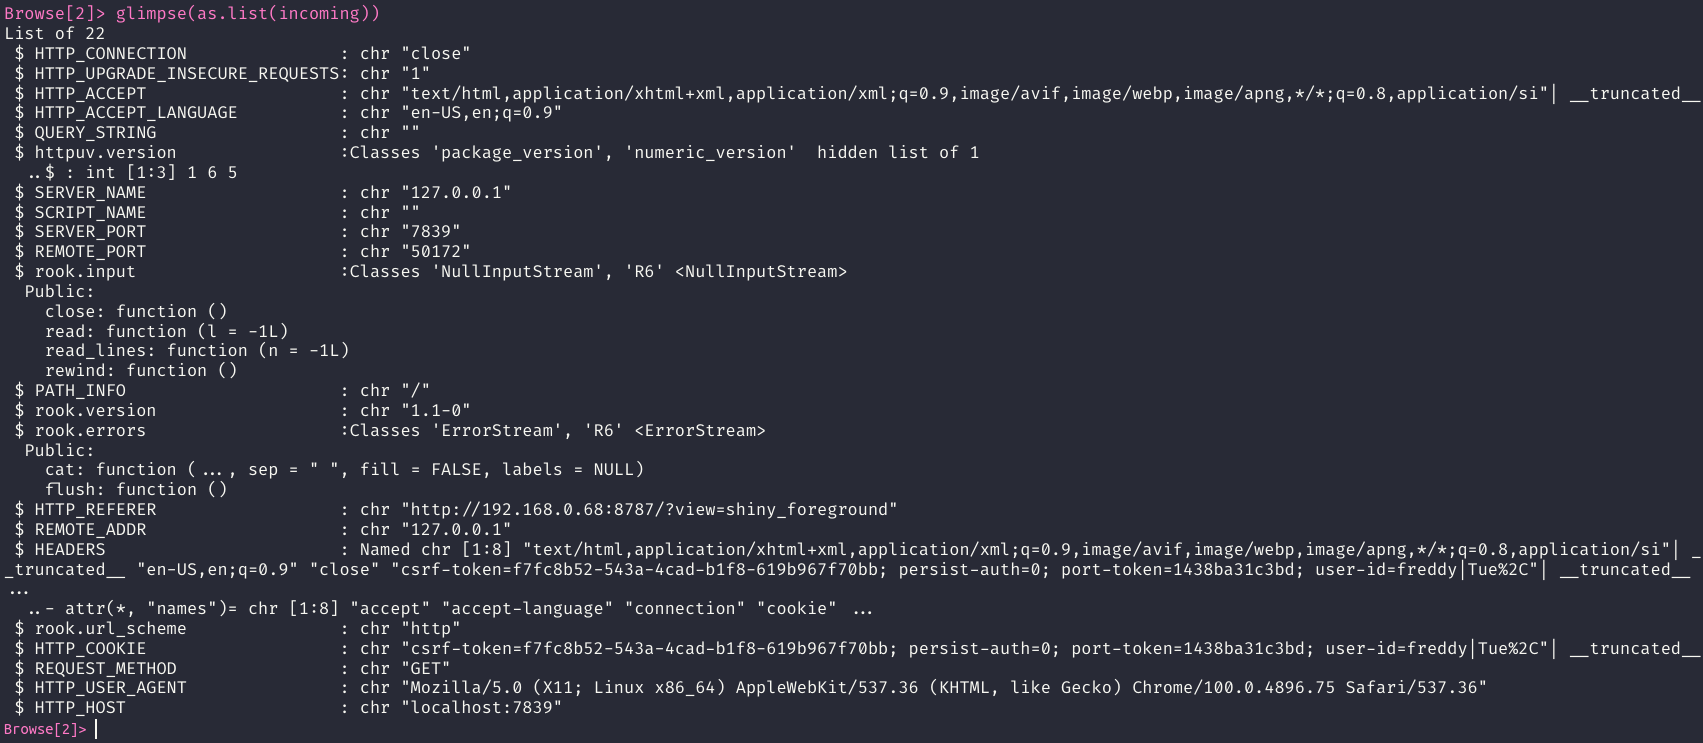 Browse[2]> glimpse(as.list(incoming))
List of 22
 $ HTTP_CONNECTION               : chr "close"
 $ HTTP_UPGRADE_INSECURE_REQUESTS: chr "1"
 $ HTTP_ACCEPT                   : chr "text/html,application/xhtml+xml,application/xml;q=0.9,image/avif,image/webp,image/apng,*/*;q=0.8,application/si"| __truncated__
 $ HTTP_ACCEPT_LANGUAGE          : chr "en-US,en;q=0.9"
 $ QUERY_STRING                  : chr ""
 $ httpuv.version                :Classes 'package_version', 'numeric_version'  hidden list of 1
  ..$ : int [1:3] 1 6 5
 $ SERVER_NAME                   : chr "127.0.0.1"
 $ SCRIPT_NAME                   : chr ""
 $ SERVER_PORT                   : chr "7839"
 $ REMOTE_PORT                   : chr "50172"
 $ rook.input                    :Classes 'NullInputStream', 'R6' <NullInputStream>
  Public:
    close: function ()
    read: function (l = -1L)
    read_lines: function (n = -1L)
    rewind: function ()
 $ PATH_INFO                     : chr "/"
 $ rook.version                  : chr "1.1-0"
 $ rook.errors                   :Classes 'ErrorStream', 'R6' <ErrorStream>
  Public:
    cat: function (..., sep = " ", fill = FALSE, labels = NULL)
    flush: function ()
 $ HTTP_REFERER                  : chr "http://192.168.0.68:8787/?view=shiny_foreground"
 $ REMOTE_ADDR                   : chr "127.0.0.1"
 $ HEADERS                       : Named chr [1:8] "text/html,application/xhtml+xml,application/xml;q=0.9,image/avif,image/webp,image/apng,*/*;q=0.8,application/si"| _
_truncated__ "en-US,en;q=0.9" "close" "csrf-token=f7fc8b52-543a-4cad-b1f8-619b967f70bb; persist-auth=0; port-token=1438ba31c3bd; user-id=freddy|Tue%2C"| __truncated__
...
  ..- attr(*, "names")= chr [1:8] "accept" "accept-language" "connection" "cookie" ...
 $ rook.url_scheme               : chr "http"
 $ HTTP_COOKIE                   : chr "csrf-token=f7fc8b52-543a-4cad-b1f8-619b967f70bb; persist-auth=0; port-token=1438ba31c3bd; user-id=freddy|Tue%2C"| __truncated__
 $ REQUEST_METHOD                : chr "GET"
 $ HTTP_USER_AGENT               : chr "Mozilla/5.0 (X11; Linux x86_64) AppleWebKit/537.36 (KHTML, like Gecko) Chrome/100.0.4896.75 Safari/537.36"
 $ HTTP_HOST                     : chr "localhost:7839"
Browse[2]>